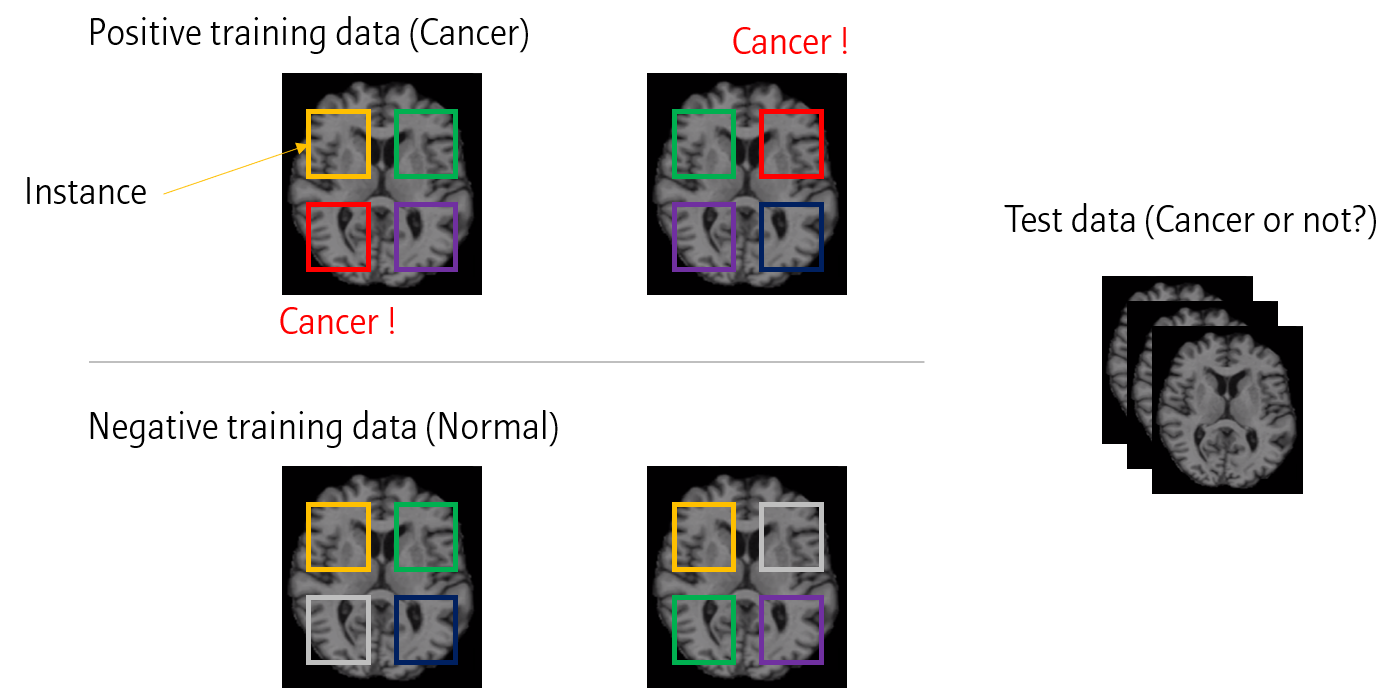 Positive training data (Cancer)
Cancer !
Instance
Cancer !
Test data (Cancer or not?)
Negative training data (Normal)